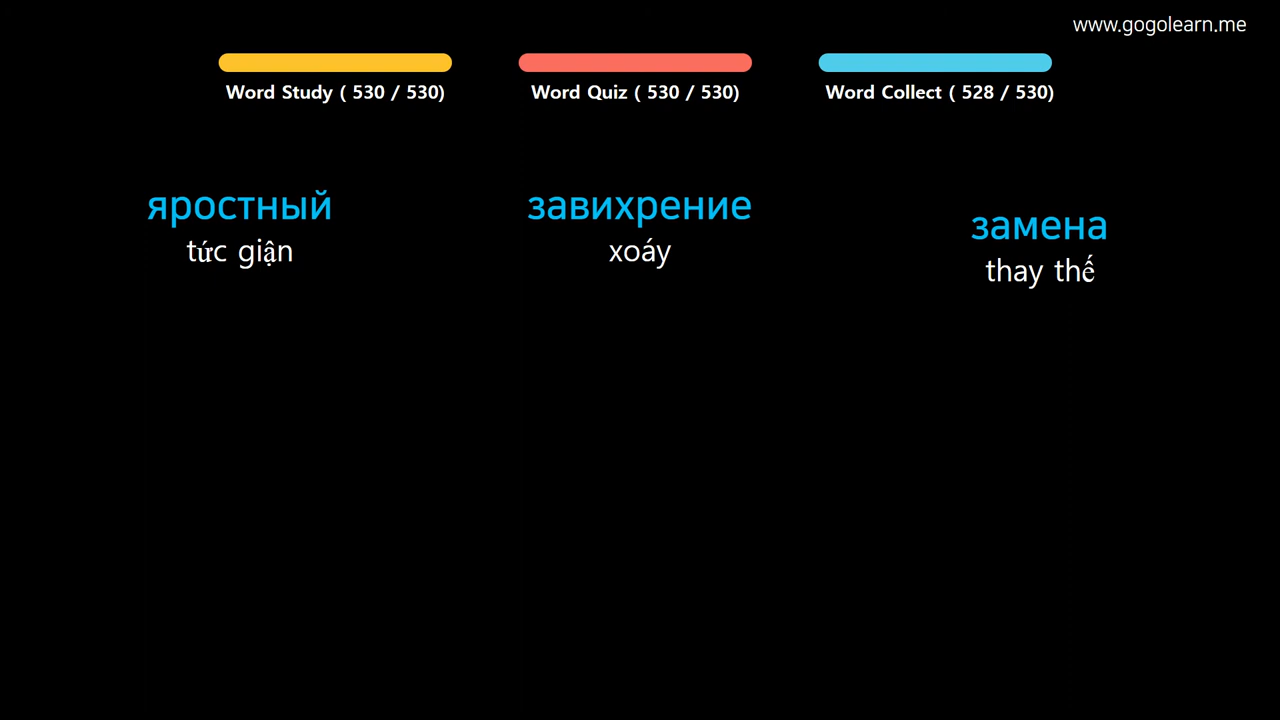 www.gogolearn.me
Word Study ( 530 / 530)
Word Quiz ( 530 / 530)
Word Collect ( 528 / 530)
яростный
tức giận
завихрение
xoáy
замена
thay thế